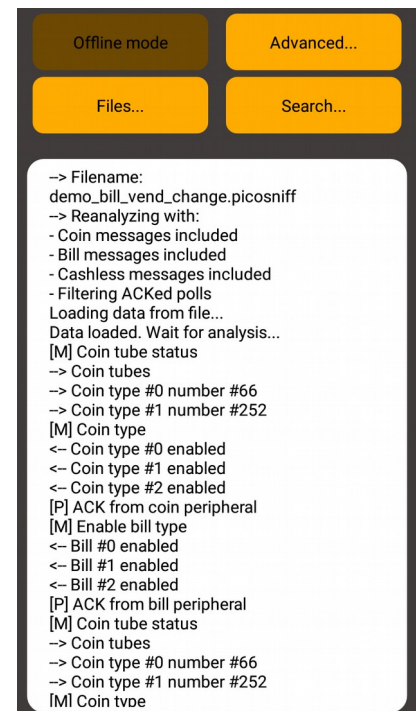 Offline mode
Advanced...
Files...
Search...
--> Filename:
demo_bill_vend_change.picosniff
--> Reanalyzing with:
- Coin messages included
- Bill messages included
- Cashless messages included
- Filtering ACKed polls
Loading data from file...
Data loaded. Wait for analysis...
[M] Coin tube status
--> Coin tubes
--> Coin type #0 number #66
--> Coin type #1 number #252
[M] Coin type
<-- Coin type #0 enabled
<-- Coin type #1 enabled
<-- Coin type #2 enabled
[P] ACK from coin peripheral
[M] Enable bill type
<-- Bill #0 enabled
<-- Bill #1 enabled
<-- Bill #2 enabled
[P] ACK from bill peripheral
[M] Coin tube status
--> Coin tubes
--> Coin type #0 number #66
--> Coin type #1 number #252
[M] Coin type